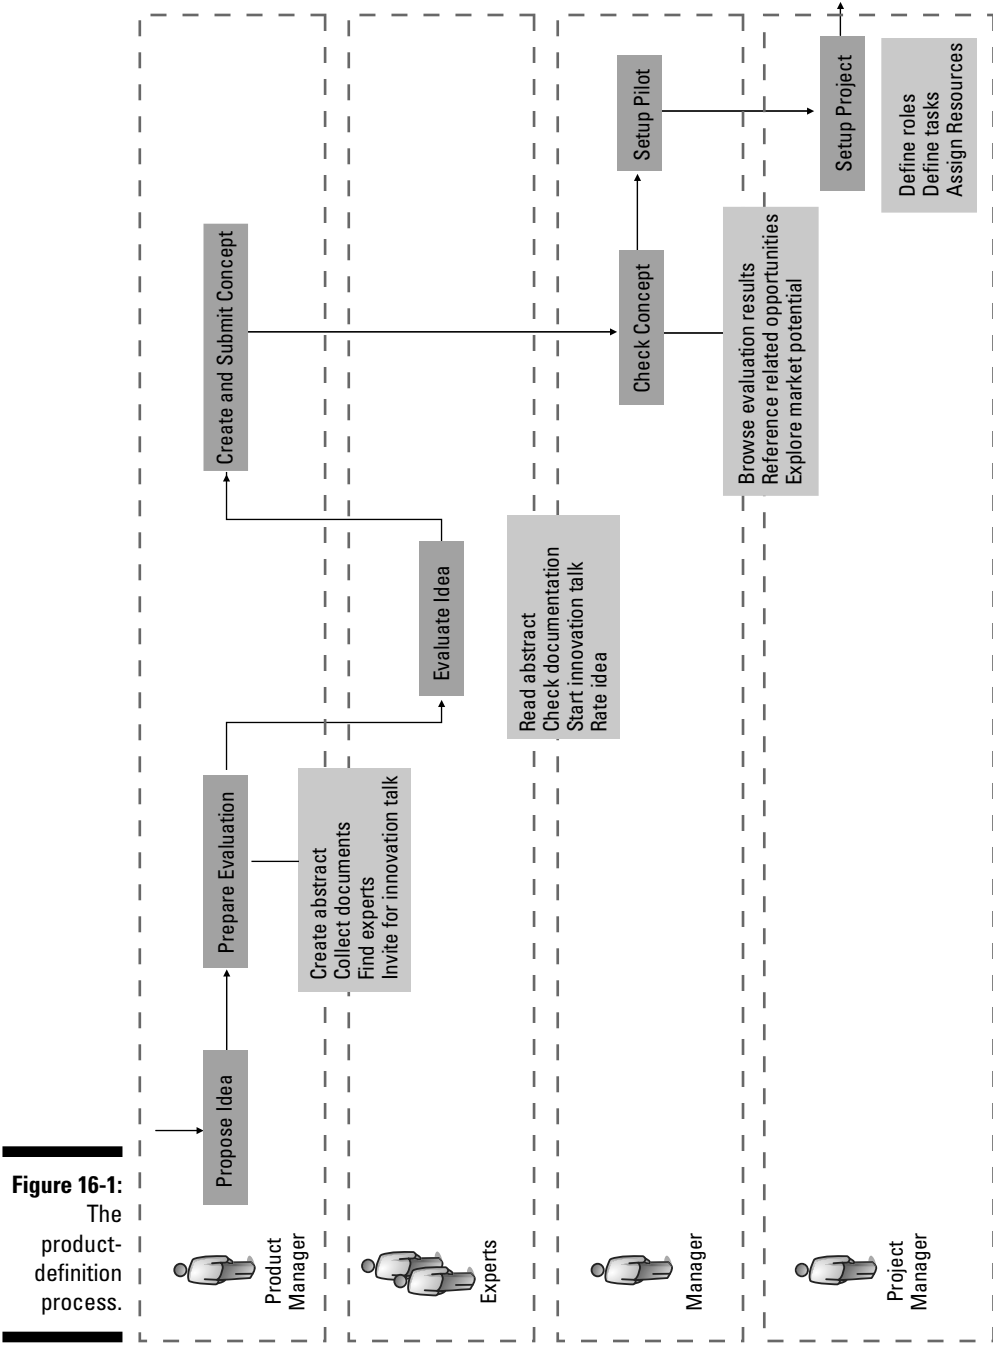 Figure 16-1:
The
product-
definition
process.
Product
Manager
Propose Idea
Prepare Evaluation
Create abstract
Collect documents
Find experts
Invite for innovation talk
Create and Submit Concept
Experts
Evaluate Idea
Read abstract
Check documentation
Start innovation talk
Rate idea
Manager
Check Concept
Browse evaluation results
Reference related opportunities
Explore market potential
Setup Pilot
Project
Manager
Setup Project
Define roles
Define tasks
Assign Resources